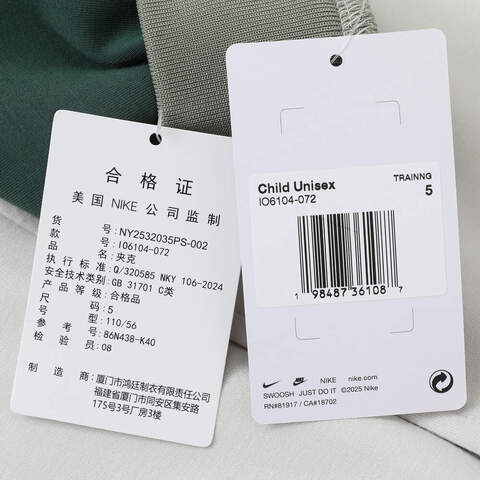 合格证
美国 NIKE 公司监制
货号:NY2532035PS-002
款号:IO6104-072
品名:夹克
执行标准:Q/320585 NKY 106-2024
安全技术类别:GB 31701 C类
产品等级:合格品
尺码:5
型:110/56
参考号:86N438-K40
检验员:08
制造商:厦门市鸿廷制衣有限责任公司
福建省厦门市同安区集安路
175号3号厂房3楼
Child Unisex
IO6104-072
TRAINNG
5
1 98487 36108 7
NIKE nike.com
SWOOSH JUST DO IT ©2025 Nike
RN#81917 / CA#18702